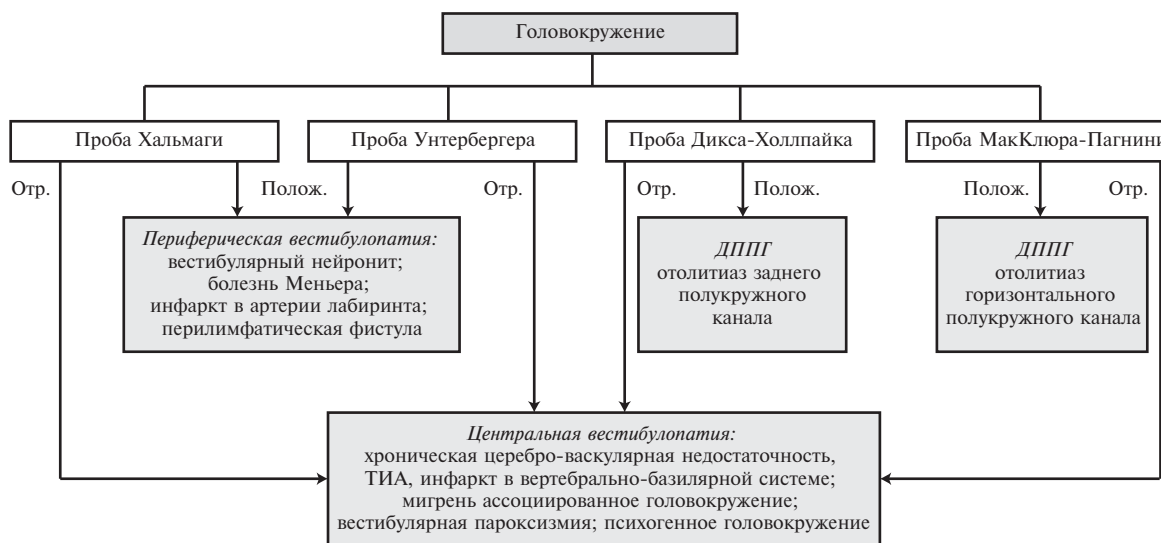 Головокружение
Проба Хальмаги
Проба Унтербергера
Проба Дикса-Холлпайка
Проба МакКлюра-Пагнини
Отр.
Полож.
Отр.
Отр.
Полож.
Полож.
Отр.
Периферическая вестибулопатия:
вестибулярный нейронит;
болезнь Меньера;
инфаркт в артерии лабиринта;
перилимфатическая фистула
ДППГ
отолитиаз заднего
полукружного
канала
ДППГ
отолитиаз
горизонтального
полукружного канала
Центральная вестибулопатия:
хроническая церебро-васкулярная недостаточность,
ТИА, инфаркт в вертебрально-базилярной системе;
мигрень ассоциированное головокружение;
вестибулярная пароксизмия; психогенное головокружение